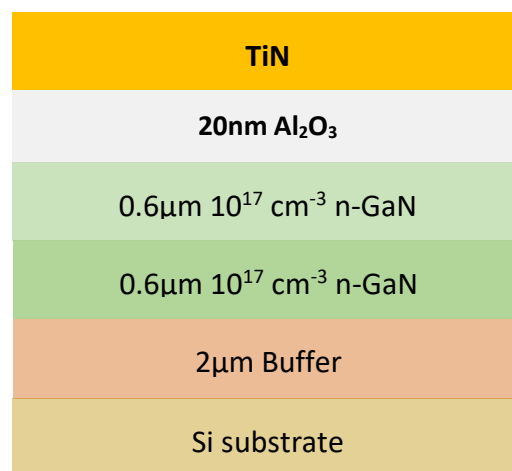 TiN
20nm Al₂O₃
0.6μm 10¹⁷ cm⁻³ n-GaN
0.6μm 10¹⁷ cm⁻³ n-GaN
2μm Buffer
Si substrate